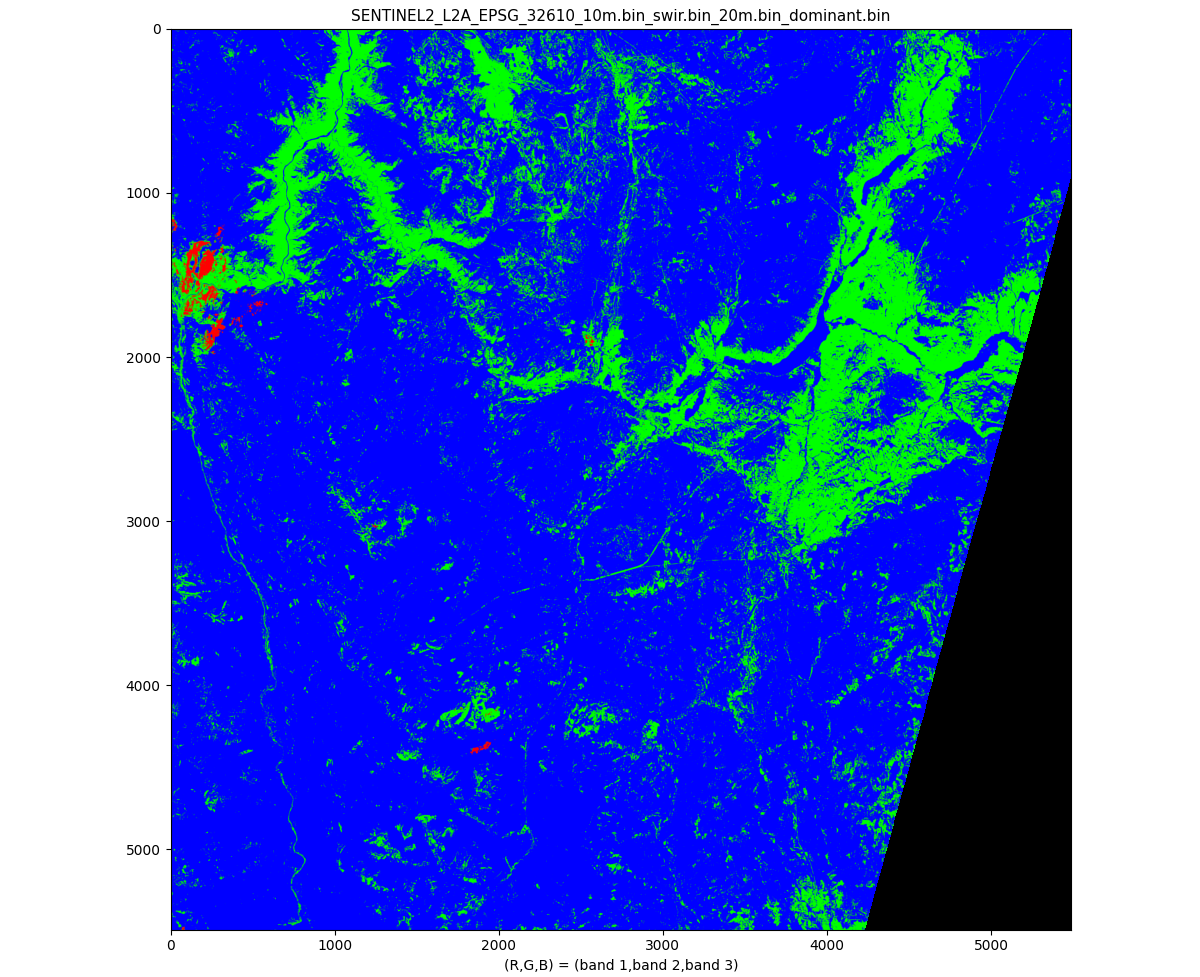 SENTINEL2_L2A_EPSG_32610_10m.bin_swir.bin_20m.bin_dominant.bin
0
1000
2000
3000
4000
5000
0 1000 2000 3000 4000 5000
(R,G,B) = (band 1,band 2,band 3)